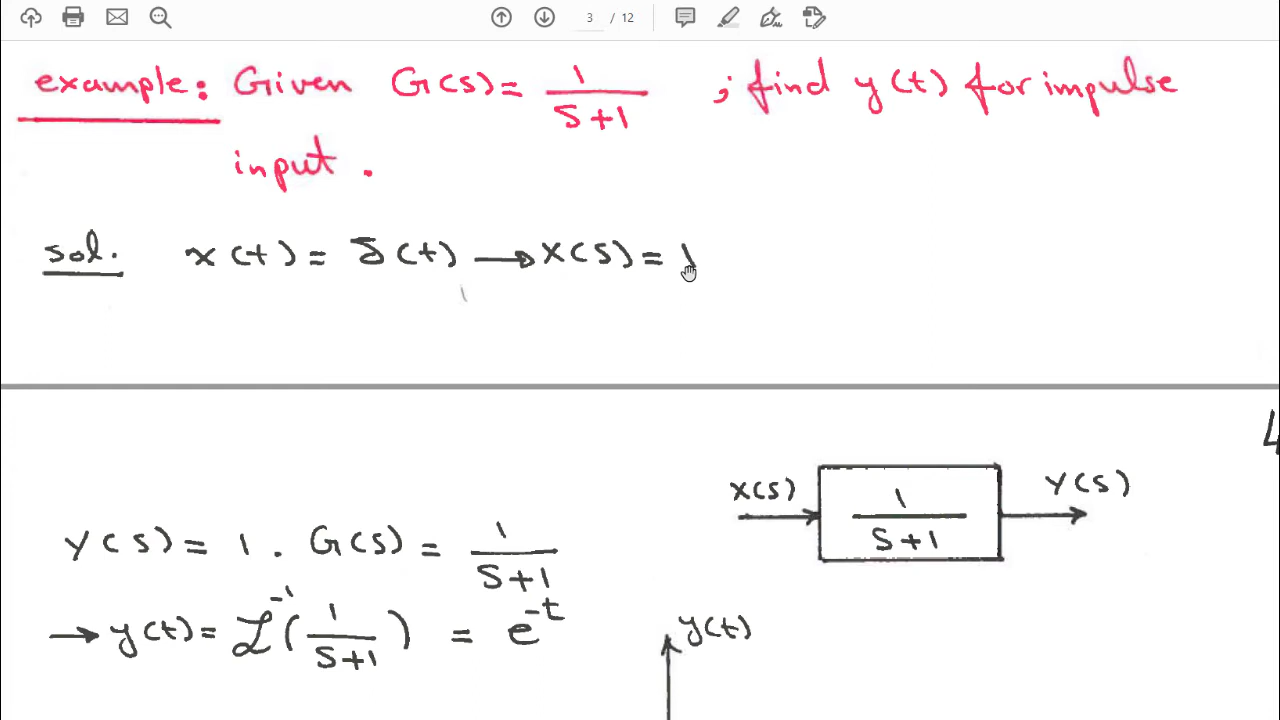 3 / 12
example: Given G(s) = 1/(S+1) ; find y(t) for impulse
input.
sol. x(t) = δ(t) → X(S) = 1
4
X(S) 1/(S+1) Y(S)
Y(S) = 1 . G(S) = 1/(S+1)
→ y(t) = ℒ⁻¹(1/(S+1)) = e^-t
y(t)